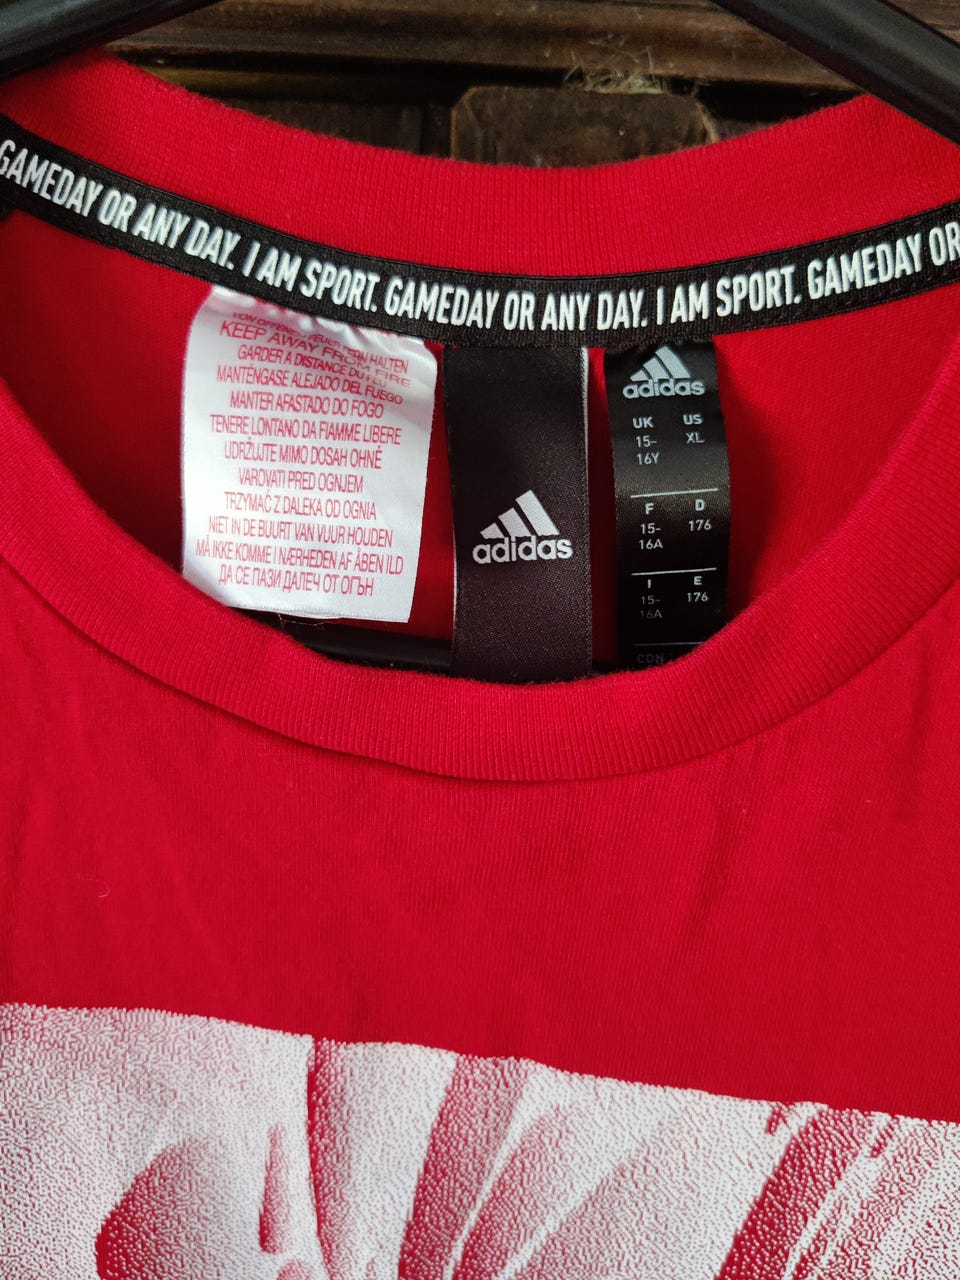 GAMEDAY OR ANY DAY. I AM SPORT. GAMEDAY OR ANY DAY. I AM SPORT. GAMEDAY OR
KEEP AWAY FROM FIRE
GARDER A DISTANCE DU FEU
MANTÉNGASE ALEJADO DEL FUEGO
MANTER AFASTADO DO FOGO
TENERE LONTANO DA FIAMME LIBERE
UDRŽUJTE MIMO DOSAH OHNĚ
VAROVATI PRED OGNJEM
TRZYMAĆ Z DALEKA OD OGNIA
NIET IN DE BUURT VAN VUUR HOUDEN
MÅ IKKE KOMME I NÆRHEDEN AF ÅBEN ILD
ДА СЕ ПАЗИ ДАЛЕЧ ОТ ОГЪН
adidas
adidas
UK US
15- XL
16Y
F D
15- 176
16A
I E
15- 176
16A
CDN